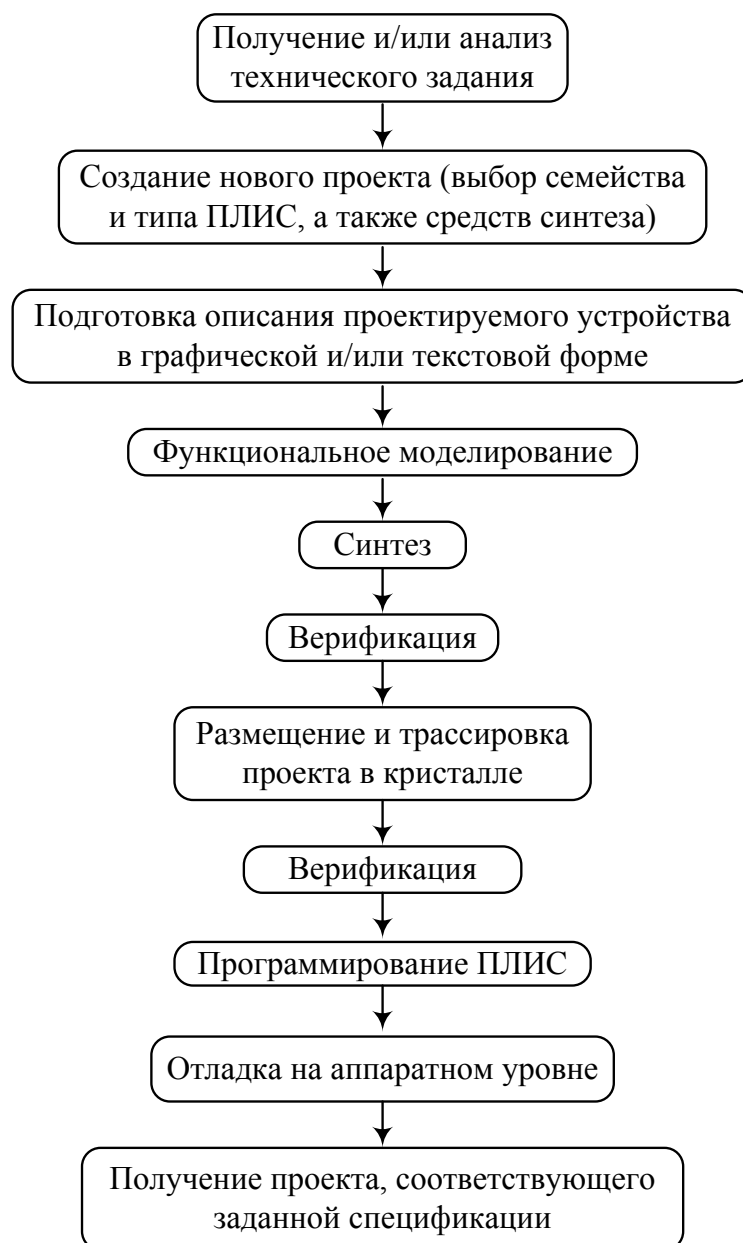 Получение и/или анализ
технического задания
Создание нового проекта (выбор семейства
и типа ПЛИС, а также средств синтеза)
Подготовка описания проектируемого устройства
в графической и/или текстовой форме
Функциональное моделирование
Синтез
Верификация
Размещение и трассировка
проекта в кристалле
Верификация
Программирование ПЛИС
Отладка на аппаратном уровне
Получение проекта, соответствующего
заданной спецификации